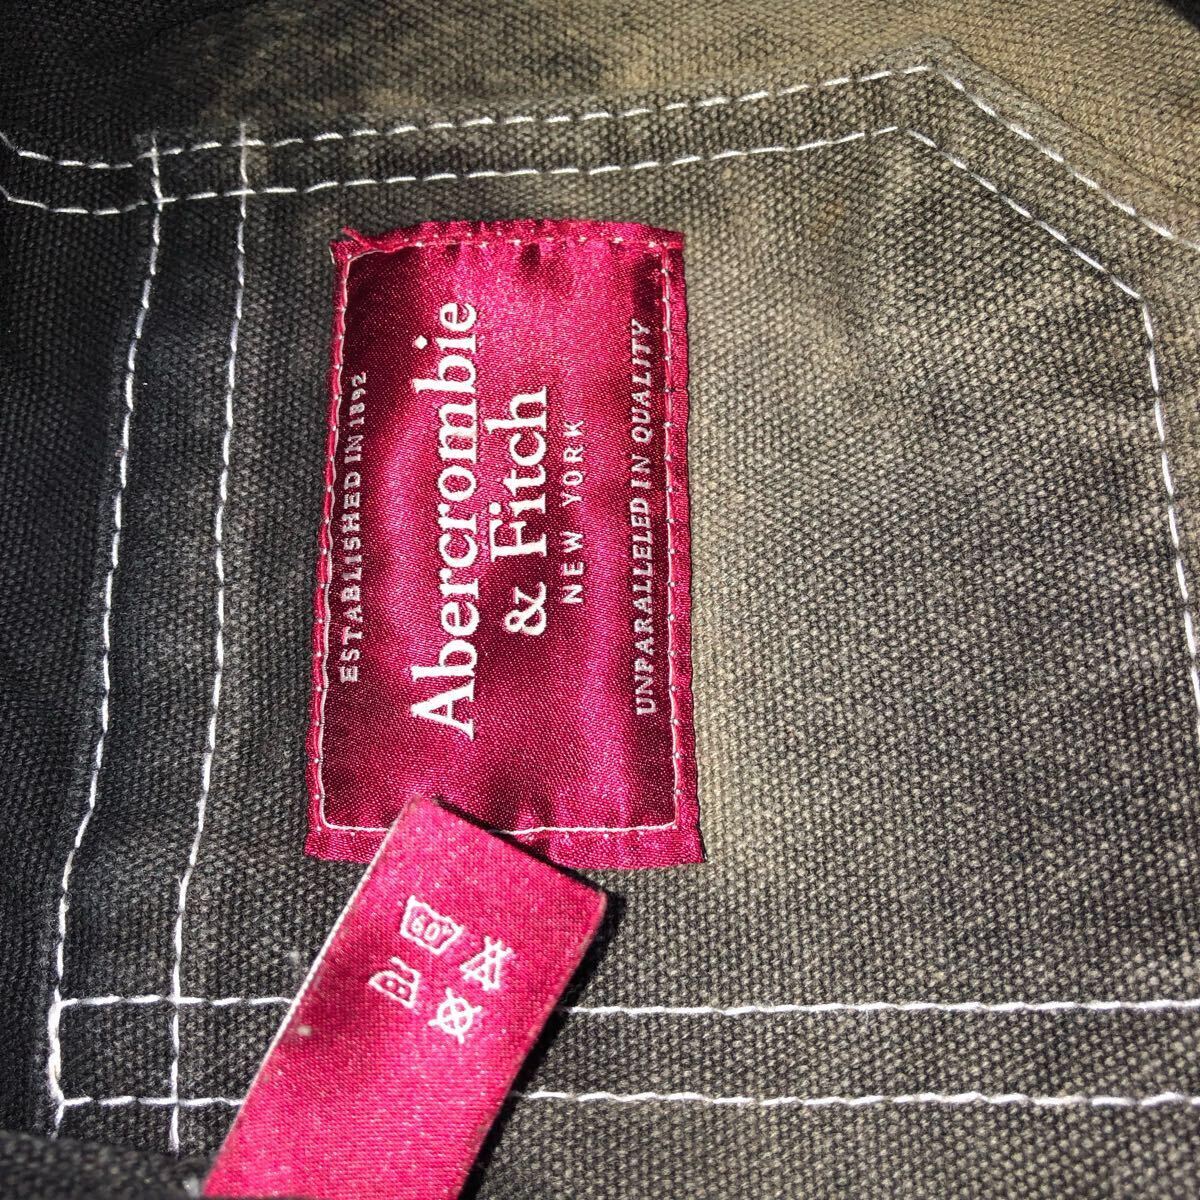 ESTABLISHED IN 1892
Abercrombie
& Fitch
NEW YORK
UNPARALLELED IN QUALITY
60°